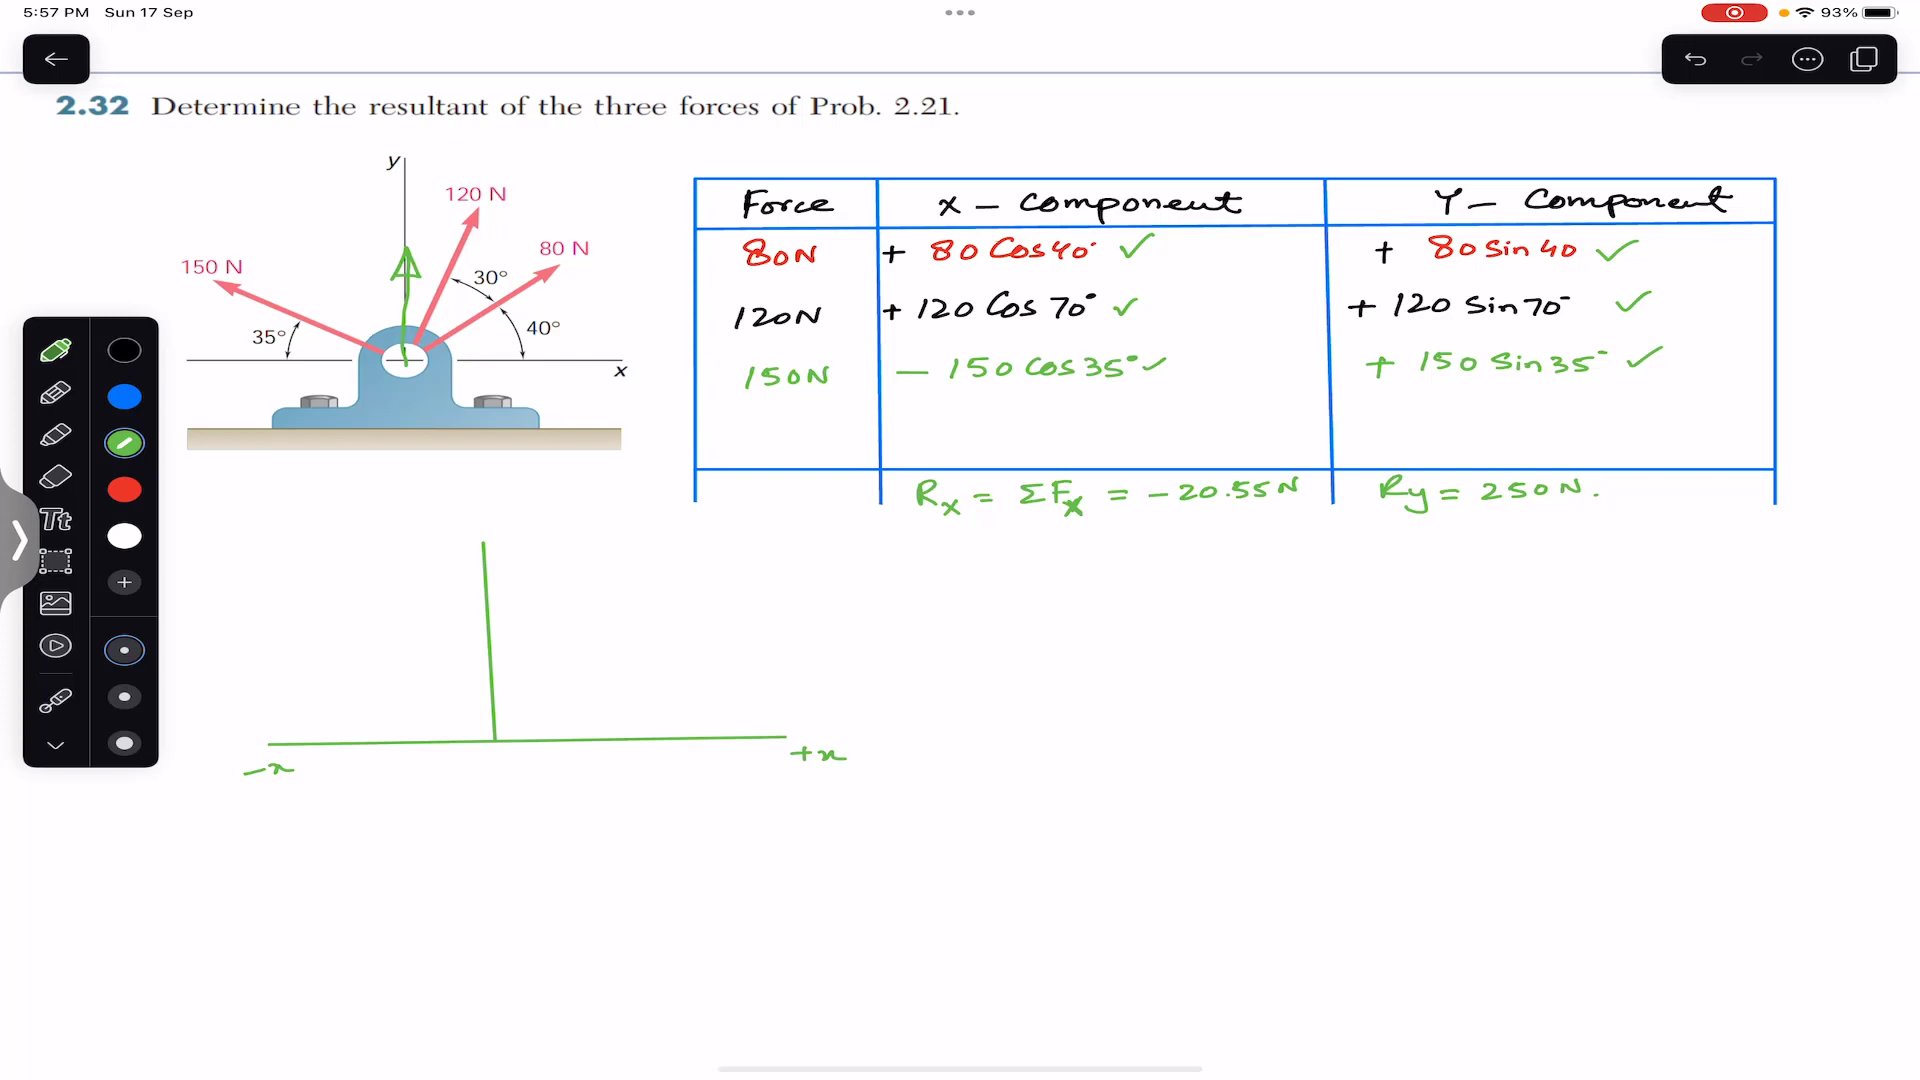 5:57 PM Sun 17 Sep
93%
2.32 Determine the resultant of the three forces of Prob. 2.21.
y
120 N
80 N
150 N
30°
35°
40°
x
Force X – Component Y – Component
80N + 80 Cos40° ✓ + 80 Sin 40 ✓
120N + 120 Cos 70° ✓ + 120 Sin 70° ✓
150N – 150 Cos 35° ✓ + 150 Sin 35° ✓
Rx = ΣFx = – 20.55N Ry = 250N.
–x
+x
Tt